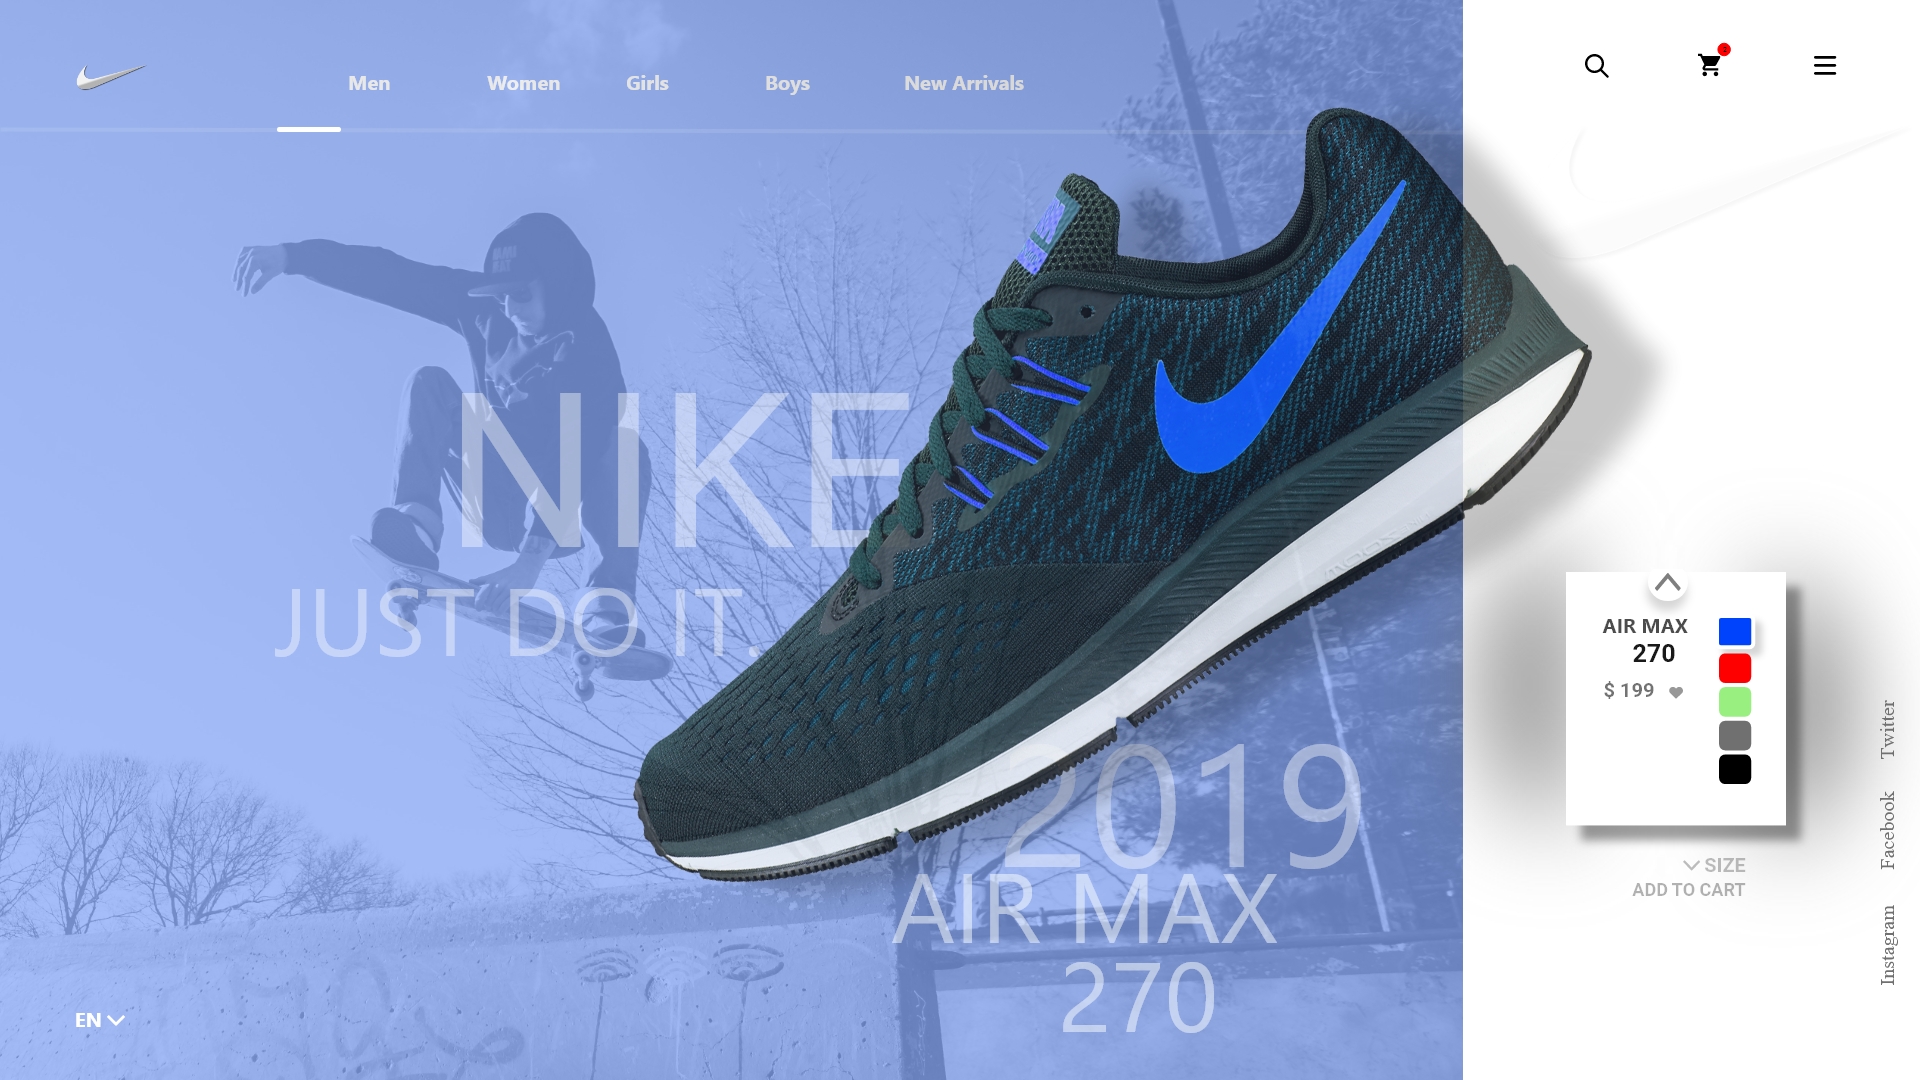 Men Women Girls Boys New Arrivals
NIKE
JUST DO IT.
2019
AIR MAX
270
EN
AIR MAX
270
$ 199
SIZE
ADD TO CART
Twitter
Facebook
Instagram